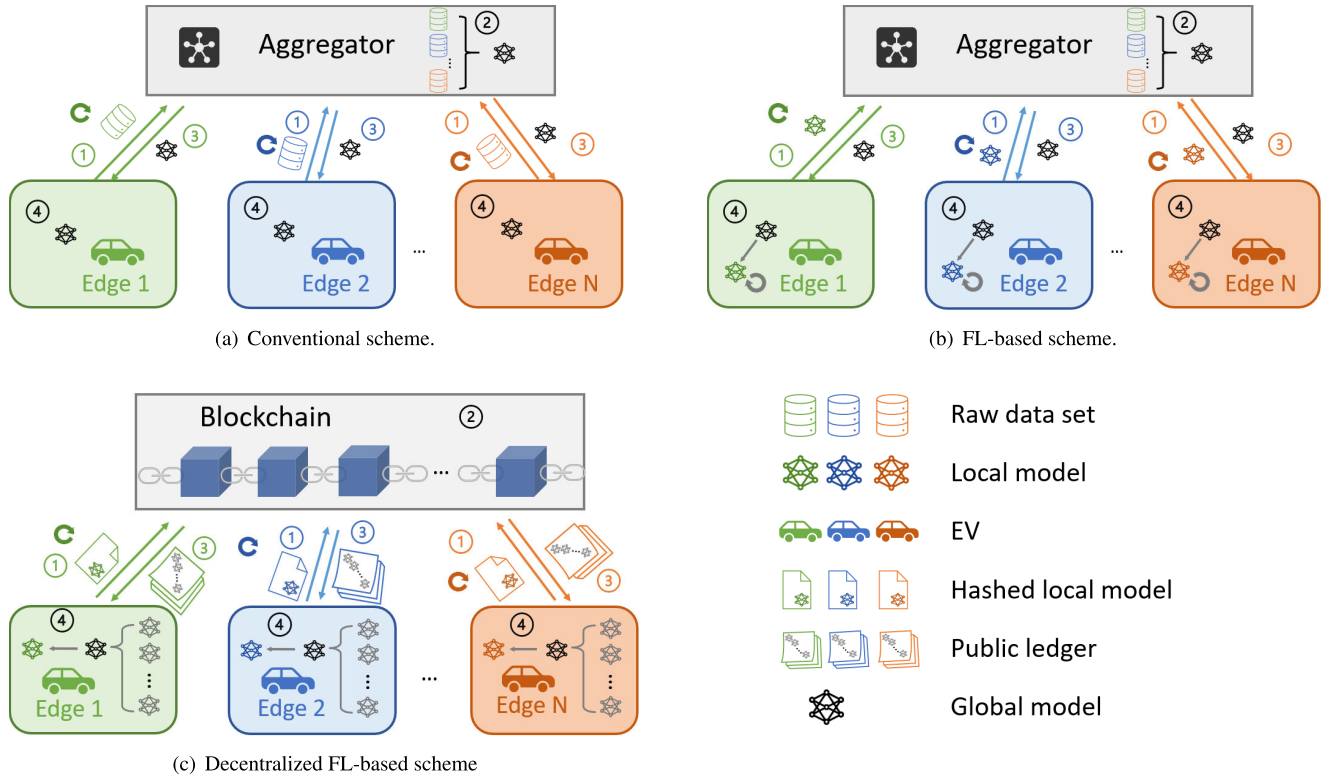 Aggregator
②
...
① ③ ① ③ ① ③
④ ④ ④
Edge 1 Edge 2 ... Edge N
(a) Conventional scheme.
Aggregator
②
...
① ③ ① ③ ① ③
④ ④ ④
Edge 1 Edge 2 ... Edge N
(b) FL-based scheme.
Blockchain ②
...
① ③ ① ③ ① ③
④ ④ ④
Edge 1 Edge 2 ... Edge N
(c) Decentralized FL-based scheme
Raw data set
Local model
EV
Hashed local model
Public ledger
Global model